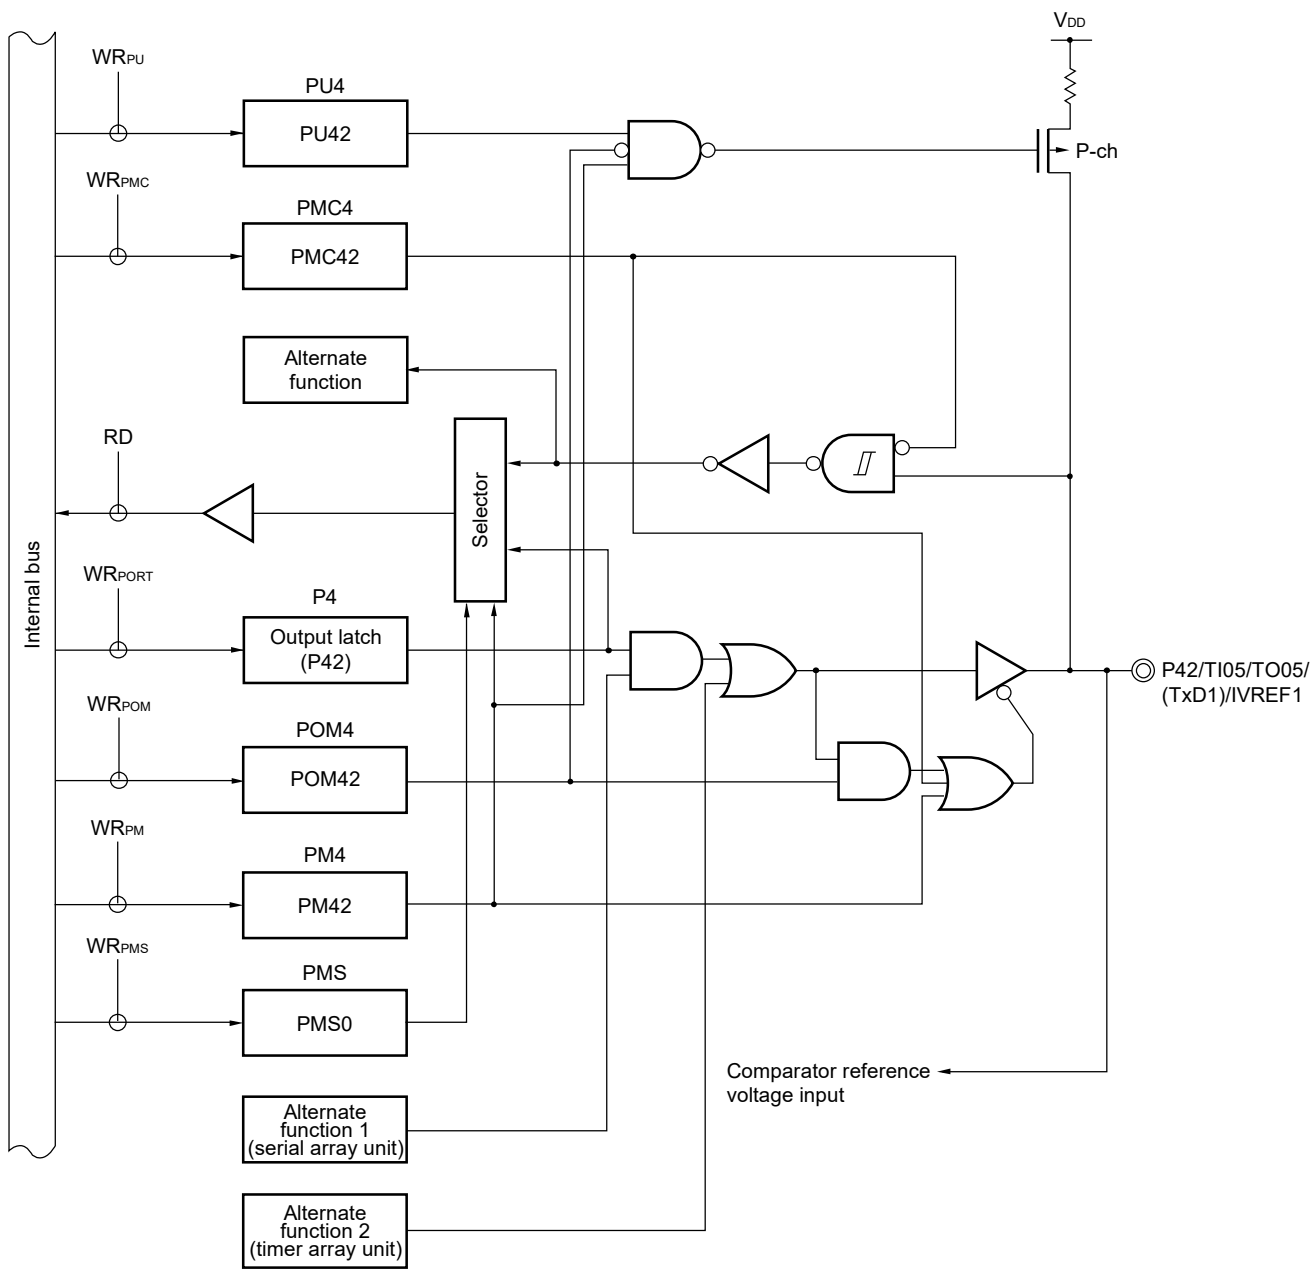 VDD
WRPU
PU4
PU42
P-ch
WRPMC
PMC4
PMC42
Alternate
function
RD
Selector
Internal bus
WRPORT
P4
Output latch
(P42)
P42/TI05/TO05/
(TxD1)/IVREF1
WRPOM
POM4
POM42
WRPM
PM4
PM42
WRPMS
PMS
PMS0
Comparator reference
voltage input
Alternate
function 1
(serial array unit)
Alternate
function 2
(timer array unit)